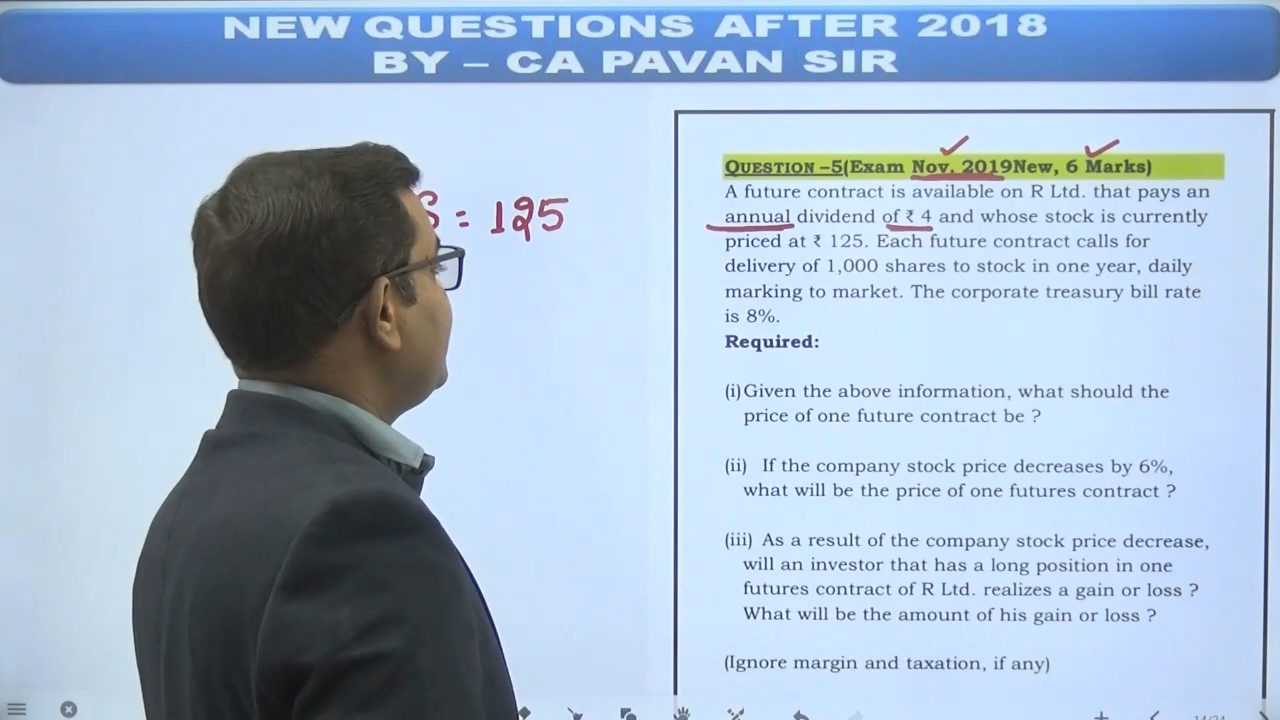 NEW QUESTIONS AFTER 2018
BY – CA PAVAN SIR
S = 125
QUESTION –5(Exam Nov. 2019New, 6 Marks)
A future contract is available on R Ltd. that pays an
annual dividend of ₹ 4 and whose stock is currently
priced at ₹ 125. Each future contract calls for
delivery of 1,000 shares to stock in one year, daily
marking to market. The corporate treasury bill rate
is 8%.
Required:
(i)Given the above information, what should the
price of one future contract be ?
(ii) If the company stock price decreases by 6%,
what will be the price of one futures contract ?
(iii) As a result of the company stock price decrease,
will an investor that has a long position in one
futures contract of R Ltd. realizes a gain or loss ?
What will be the amount of his gain or loss ?
(Ignore margin and taxation, if any)